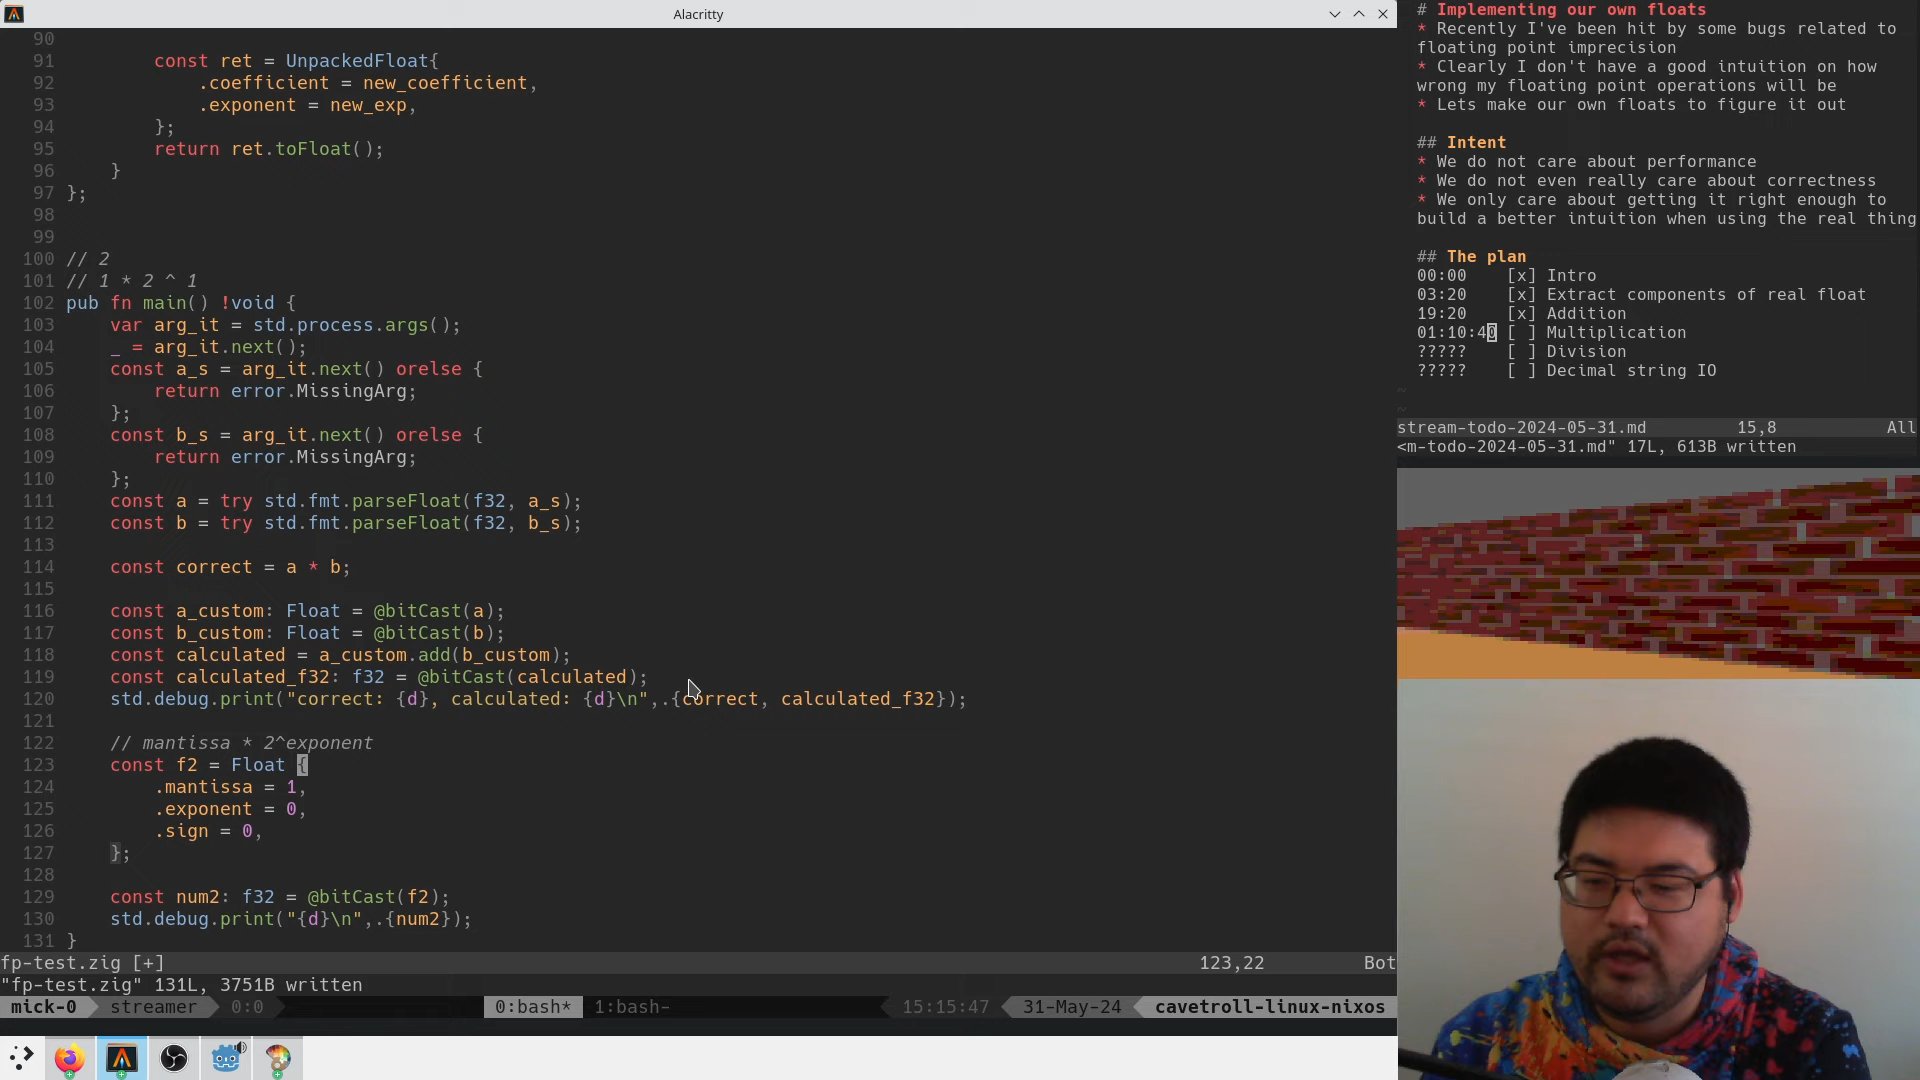 Alacritty
90
91         const ret = UnpackedFloat{
92             .coefficient = new_coefficient,
93             .exponent = new_exp,
94         };
95         return ret.toFloat();
96     }
97 };
98
99
100 // 2
101 // 1 * 2 ^ 1
102 pub fn main() !void {
103     var arg_it = std.process.args();
104     _ = arg_it.next();
105     const a_s = arg_it.next() orelse {
106         return error.MissingArg;
107     };
108     const b_s = arg_it.next() orelse {
109         return error.MissingArg;
110     };
111     const a = try std.fmt.parseFloat(f32, a_s);
112     const b = try std.fmt.parseFloat(f32, b_s);
113
114     const correct = a * b;
115
116     const a_custom: Float = @bitCast(a);
117     const b_custom: Float = @bitCast(b);
118     const calculated = a_custom.add(b_custom);
119     const calculated_f32: f32 = @bitCast(calculated);
120     std.debug.print("correct: {d}, calculated: {d}\n",.{correct, calculated_f32});
121
122     // mantissa * 2^exponent
123     const f2 = Float {
124         .mantissa = 1,
125         .exponent = 0,
126         .sign = 0,
127     };
128
129     const num2: f32 = @bitCast(f2);
130     std.debug.print("{d}\n",.{num2});
131 }
fp-test.zig [+] 123,22 Bot
"fp-test.zig" 131L, 3751B written
mick-0 streamer 0:0 0:bash* 1:bash- 15:15:47 31-May-24 cavetroll-linux-nixos
# Implementing our own floats
* Recently I've been hit by some bugs related to
floating point imprecision
* Clearly I don't have a good intuition on how
wrong my floating point operations will be
* Lets make our own floats to figure it out
## Intent
* We do not care about performance
* We do not even really care about correctness
* We only care about getting it right enough to
build a better intuition when using the real thing
## The plan
00:00    [x] Intro
03:20    [x] Extract components of real float
19:20    [x] Addition
01:10:40 [ ] Multiplication
?????    [ ] Division
?????    [ ] Decimal string IO
~
~
stream-todo-2024-05-31.md 15,8 All
<m-todo-2024-05-31.md" 17L, 613B written